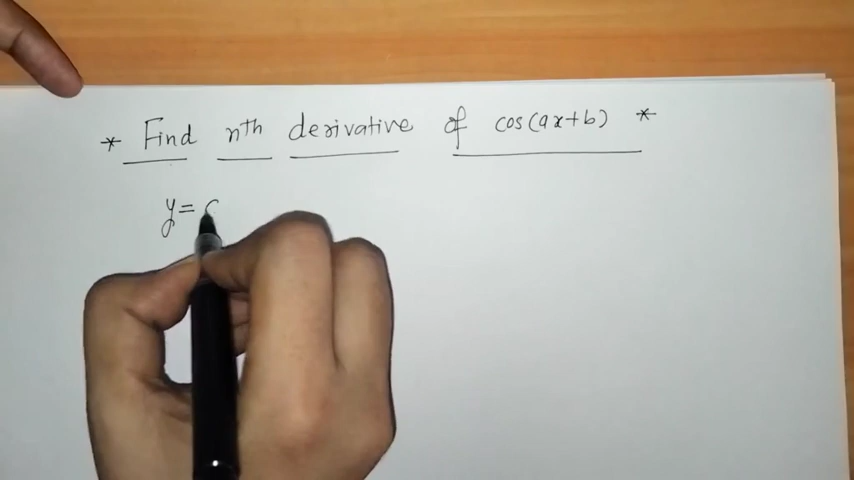 * Find nth derivative of cos(ax+b) *
y= c